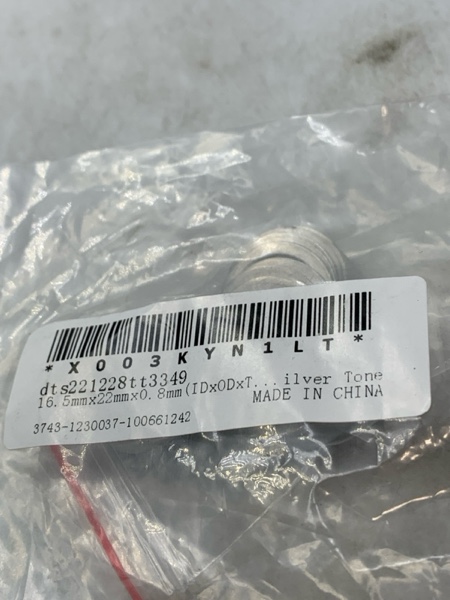 *X003KYN1LT*
dts221228tt3349
16.5mmx22mmx0.8mm(IDxODxT...ilver Tone
MADE IN CHINA
3743-1230037-100661242